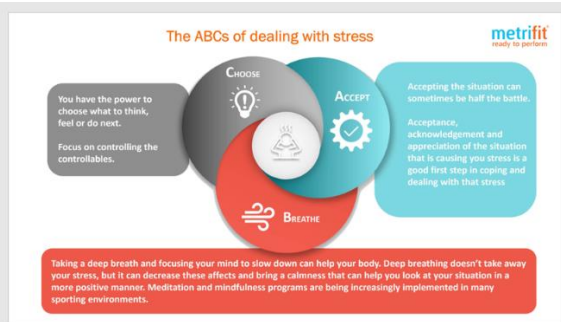 The ABCs of dealing with stress
metrifit
ready to perform
CHOOSE
You have the power to
choose what to think,
feel or do next.
Focus on controlling the
controllables.
ACCEPT
Accepting the situation can
sometimes be half the battle.
Acceptance,
acknowledgement and
appreciation of the situation
that is causing you stress is a
good first step in coping and
dealing with that stress
BREATHE
Taking a deep breath and focusing your mind to slow down can help your body. Deep breathing doesn't take away
your stress, but it can decrease these affects and bring a calmness that can help you look at your situation in a
more positive manner. Meditation and mindfulness programs are being increasingly implemented in many
sporting environments.